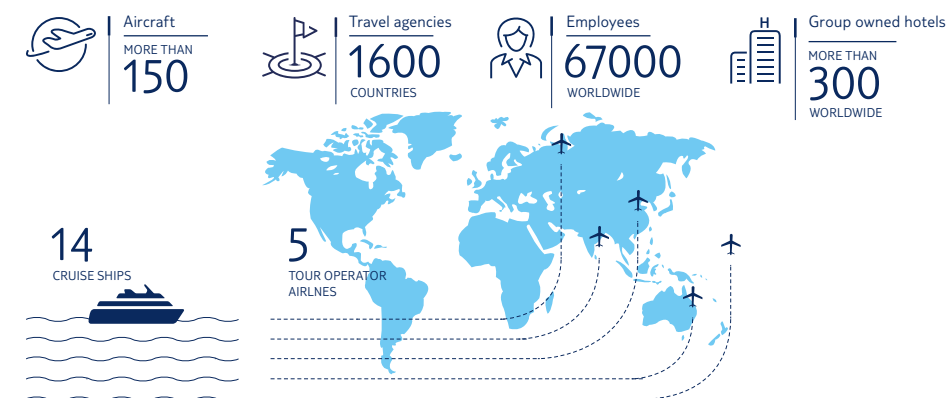 Aircraft
MORE THAN
150
Travel agencies
1600
COUNTRIES
Employees
67000
WORLDWIDE
H
Group owned hotels
MORE THAN
300
WORLDWIDE
14
CRUISE SHIPS
5
TOUR OPERATOR
AIRLNES